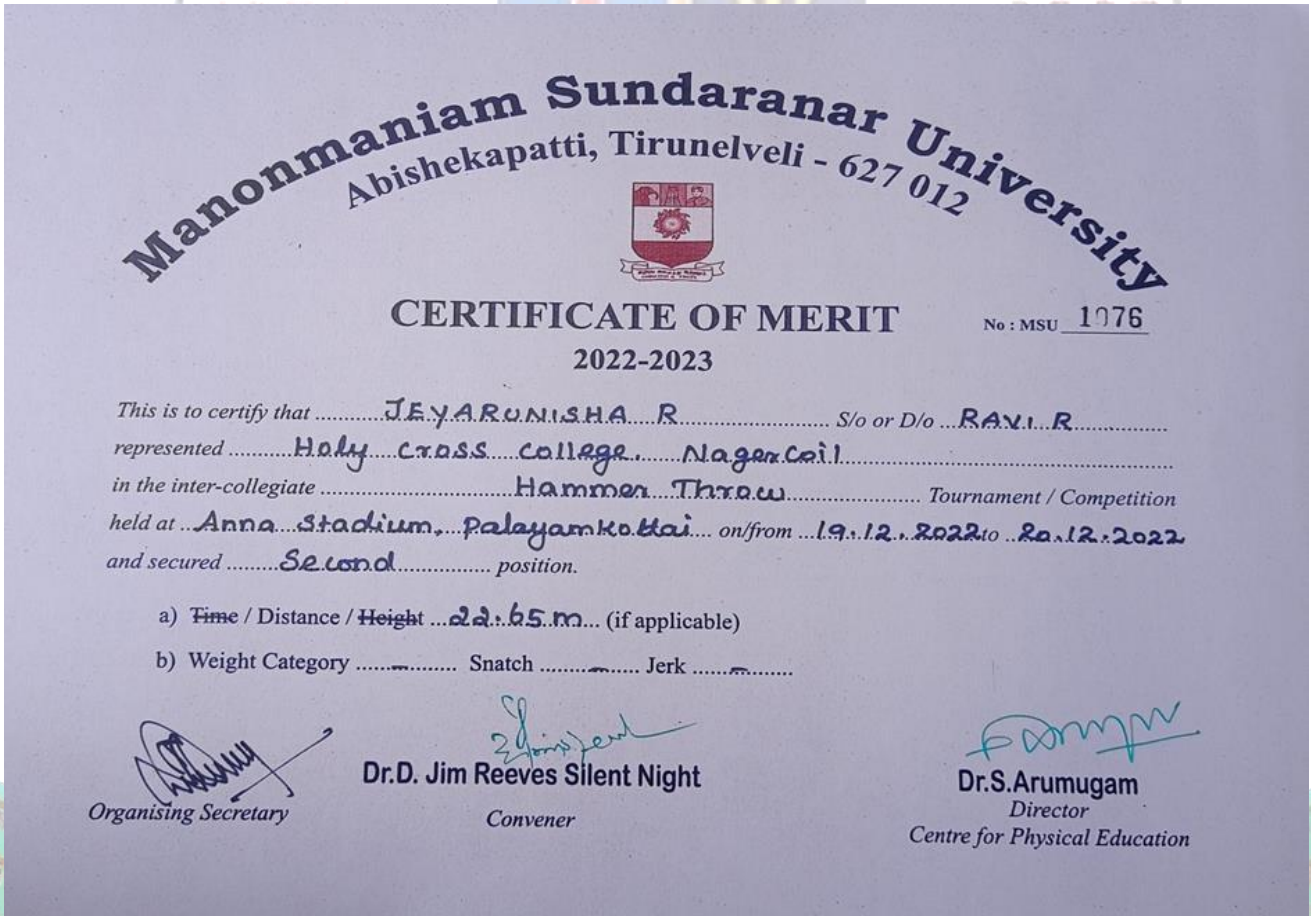 Manonmaniam Sundaranar University
Abishekapatti, Tirunelveli - 627 012
CERTIFICATE OF MERIT
No : MSU 1076
2022-2023
This is to certify that JEYARUNISHA R S/o or D/o RAVI R
represented Holy Cross College, Nagercoil
in the inter-collegiate Hammer Throw Tournament / Competition
held at Anna Stadium, Palayamkottai on/from 19.12.2022 to 20.12.2022
and secured Second position.
a) Time / Distance / Height 22.65 m (if applicable)
b) Weight Category – Snatch – Jerk –
Dr.D. Jim Reeves Silent Night
Dr.S.Arumugam
Organising Secretary
Convener
Director
Centre for Physical Education